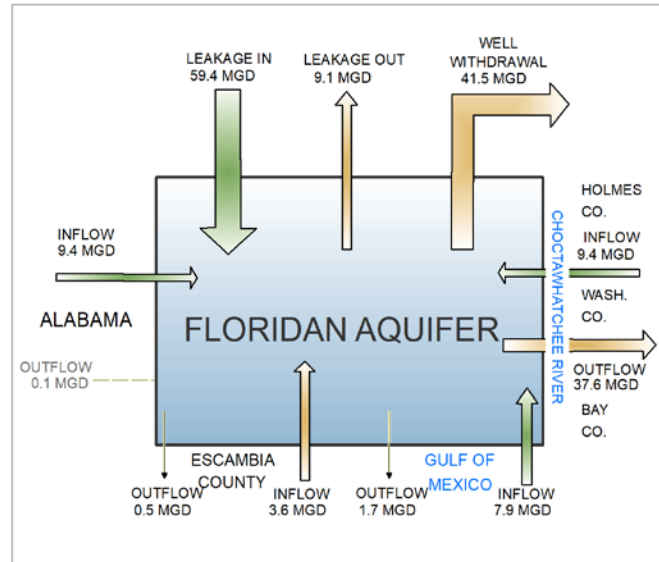 LEAKAGE IN
59.4 MGD
LEAKAGE OUT
9.1 MGD
WELL
WITHDRAWAL
41.5 MGD
INFLOW
9.4 MGD
ALABAMA
OUTFLOW
0.1 MGD
FLORIDAN AQUIFER
CHOCTAWHATCHEE RIVER
HOLMES
CO.
INFLOW
9.4 MGD
WASH.
CO.
OUTFLOW
37.6 MGD
BAY
CO.
ESCAMBIA
COUNTY
GULF OF
MEXICO
OUTFLOW
0.5 MGD
INFLOW
3.6 MGD
OUTFLOW
1.7 MGD
INFLOW
7.9 MGD